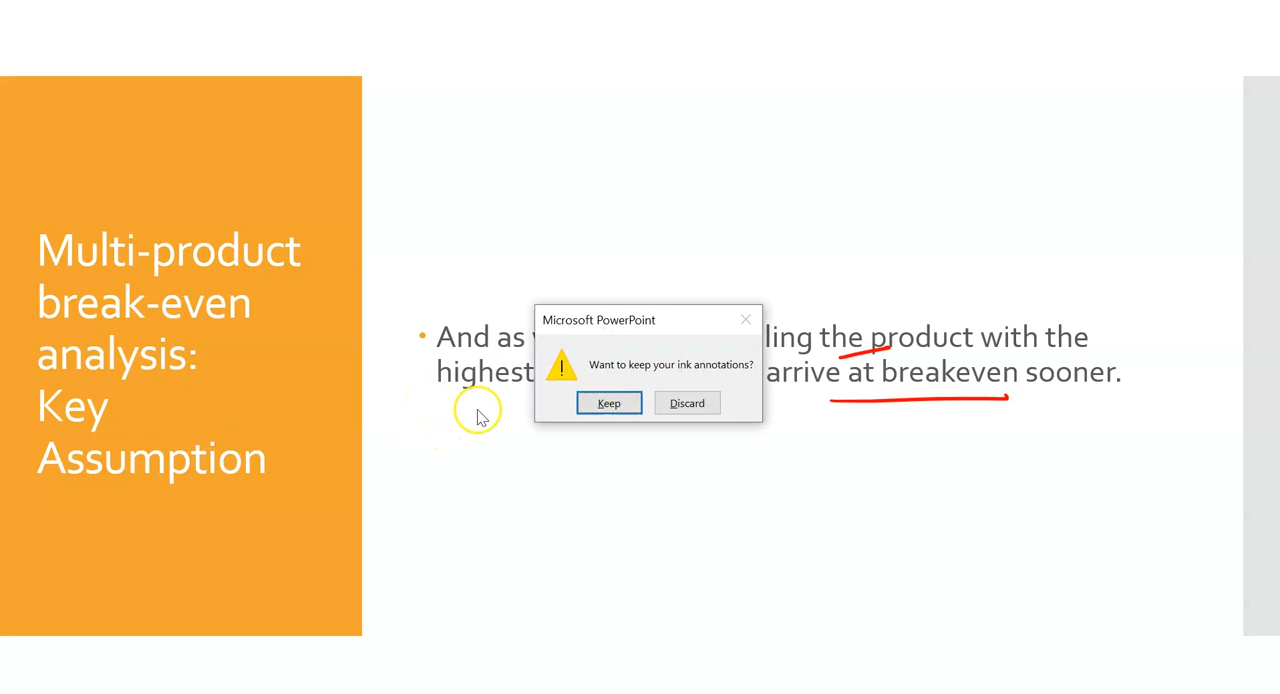 Multi-product
break-even
analysis:
Key
Assumption
And as the product with the
highest arrive at breakeven sooner.
Microsoft PowerPoint
Want to keep your ink annotations?
Keep
Discard